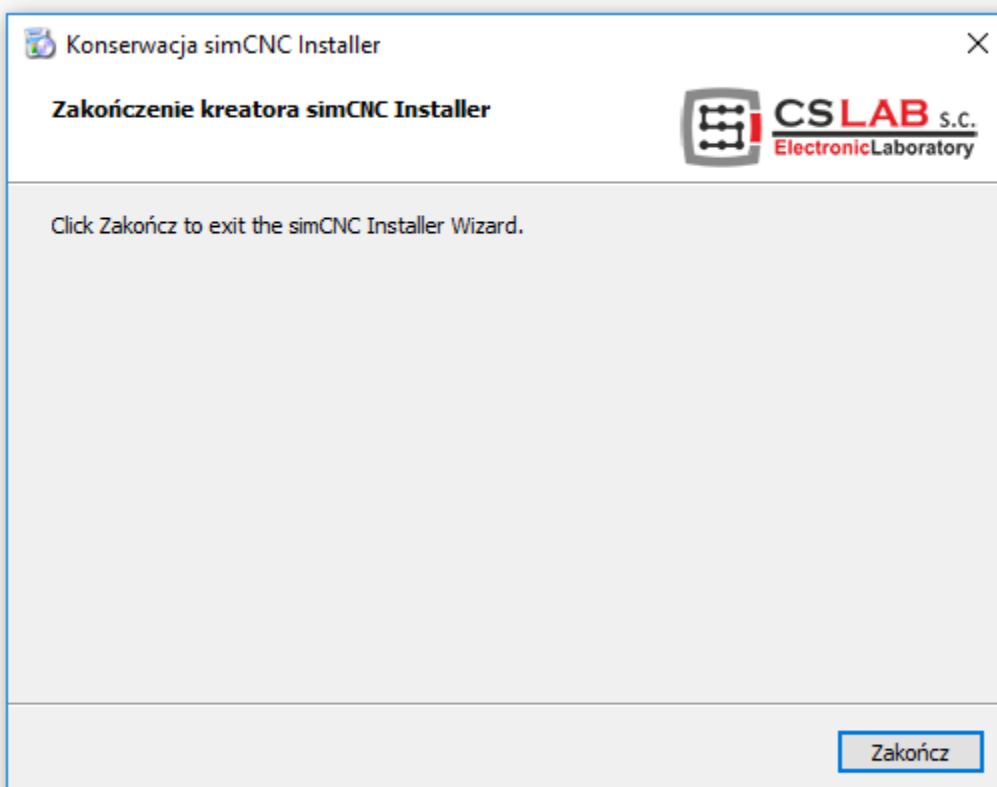 Konserwacja simCNC Installer
Zakończenie kreatora simCNC Installer
CSLAB s.c.
ElectronicLaboratory
Click Zakończ to exit the simCNC Installer Wizard.
Zakończ